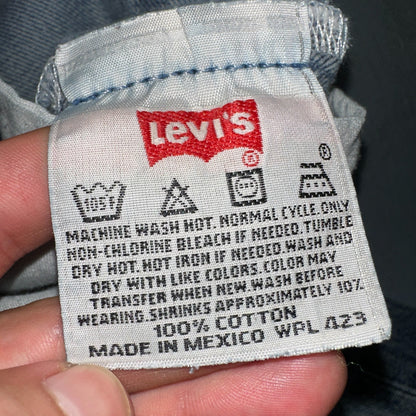 Levi's
®
®
105F
MACHINE WASH HOT. NORMAL CYCLE. ONLY
NON-CHLORINE BLEACH IF NEEDED. TUMBLE
DRY HOT. HOT IRON IF NEEDED. WASH AND
DRY WITH LIKE COLORS. COLOR MAY
TRANSFER WHEN NEW. WASH BEFORE
WEARING. SHRINKS APPROXIMATELY 10%
100% COTTON
MADE IN MEXICO WPL 423